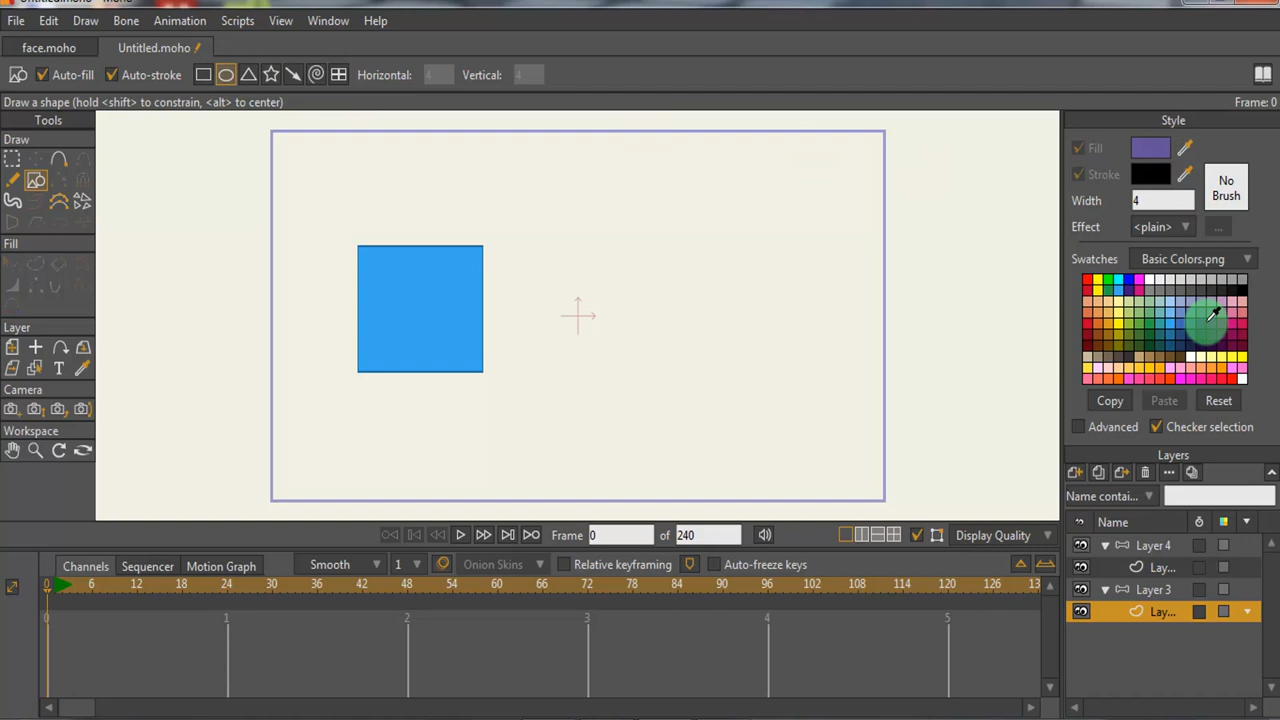 File Edit Draw Bone Animation Scripts View Window Help
face.moho Untitled.moho
Auto-fill Auto-stroke Horizontal: 4 Vertical: 4
Draw a shape (hold <shift> to constrain, <alt> to center) Frame: 0
Tools Style
Draw
Fill
Stroke
No Brush
Width 4
Effect <plain> ...
Fill
Swatches Basic Colors.png
Layer
T
Camera
Copy Paste Reset
Workspace
Advanced Checker selection
Layers
Name contai...
Frame 0 of 240 Display Quality
Name
Layer 4
Lay...
Layer 3
Lay...
Channels Sequencer Motion Graph Smooth 1 Onion Skins Relative keyframing Auto-freeze keys
0 6 12 18 24 30 36 42 48 54 60 66 72 78 84 90 96 102 108 114 120 126 13
0 1 2 3 4 5